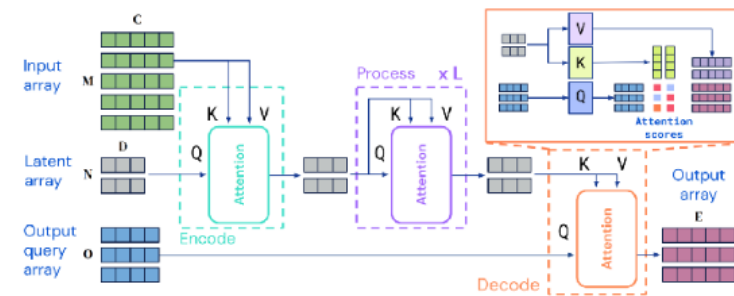 C
Input
array
M
K
V
Q
Attention
Encode
Latent
array
D
N
Output
query
array
O
Process
x L
K
V
Q
Attention
V
K
Q
Attention
scores
K
V
Q
Attention
Decode
Output
array
E